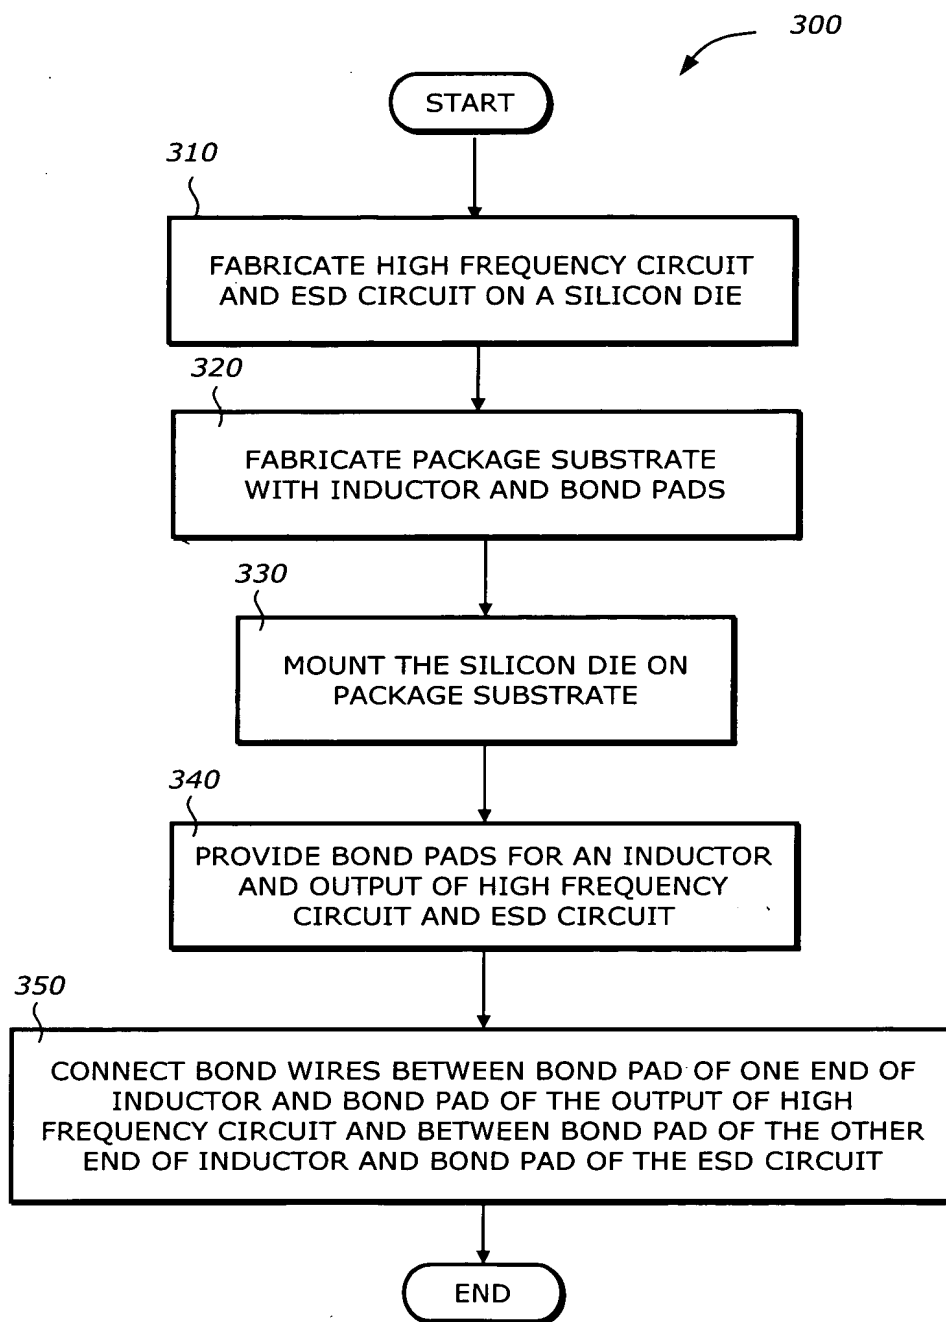 300
START
310
FABRICATE HIGH FREQUENCY CIRCUIT
AND ESD CIRCUIT ON A SILICON DIE
320
FABRICATE PACKAGE SUBSTRATE
WITH INDUCTOR AND BOND PADS
330
MOUNT THE SILICON DIE ON
PACKAGE SUBSTRATE
340
PROVIDE BOND PADS FOR AN INDUCTOR
AND OUTPUT OF HIGH FREQUENCY
CIRCUIT AND ESD CIRCUIT
350
CONNECT BOND WIRES BETWEEN BOND PAD OF ONE END OF
INDUCTOR AND BOND PAD OF THE OUTPUT OF HIGH
FREQUENCY CIRCUIT AND BETWEEN BOND PAD OF THE OTHER
END OF INDUCTOR AND BOND PAD OF THE ESD CIRCUIT
END